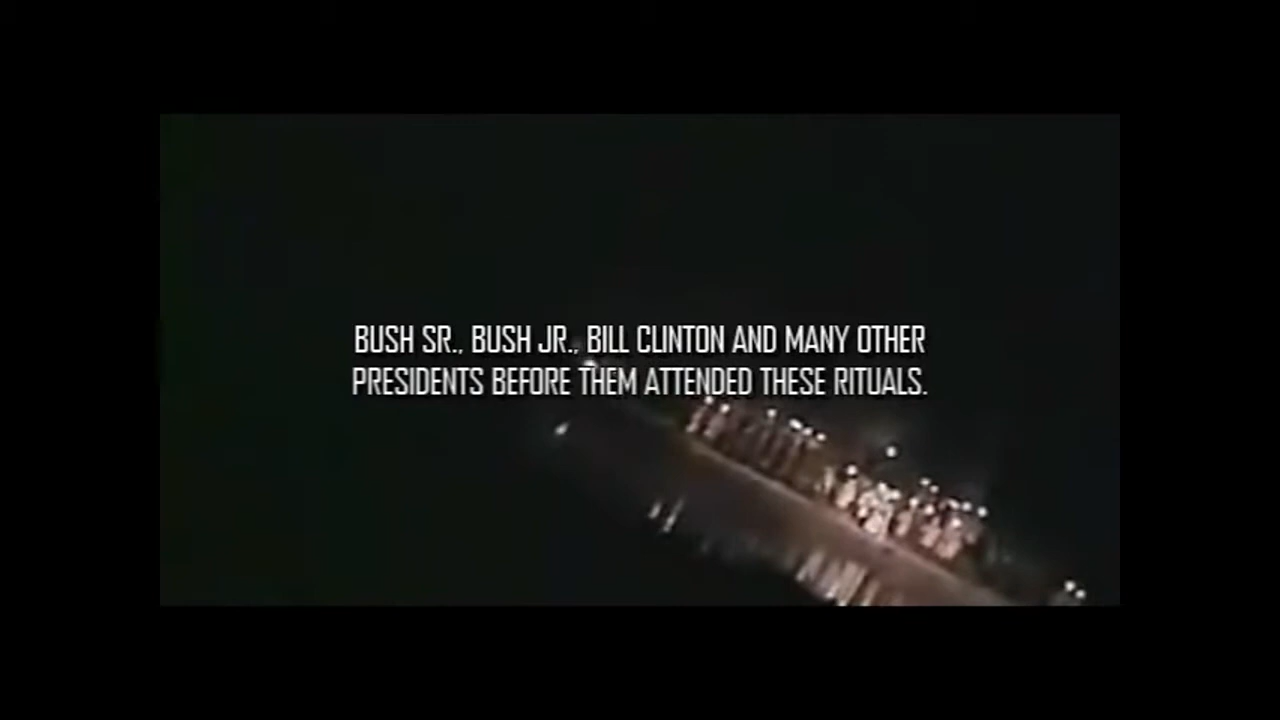 BUSH SR., BUSH JR., BILL CLINTON AND MANY OTHER
PRESIDENTS BEFORE THEM ATTENDED THESE RITUALS.